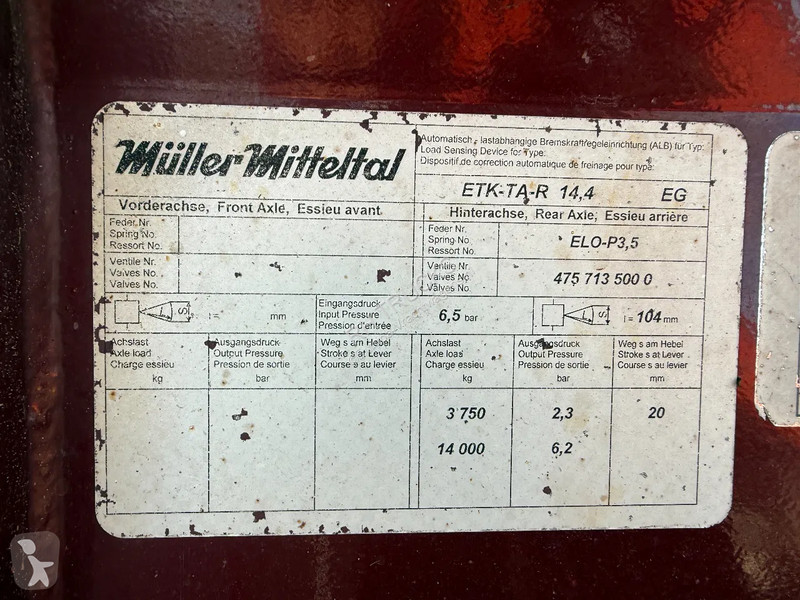 Müller Mitteltal
Automatisch, lastabhängige Bremskraftregeleinrichtung (ALB) für Typ:
Load Sensing Device for Type:
Dispositif de correction automatique de freinage pour type:
ETK-TA-R 14,4 EG
Vorderachse, Front Axle, Essieu avant
Hinterachse, Rear Axle, Essieu arrière
Feder Nr.
Spring No.
Ressort No.
Feder Nr.
Spring No.
Ressort No.
ELO-P3,5
Ventile Nr.
Valves No.
Valves No.
Ventile Nr.
Valves No.
Valves No.
475 713 500 0
L S l = mm
Eingangsdruck
Input Pressure
Pression d'entrée
6,5 bar
L S l = 104 mm
Achslast
Axle load
Charge essieu
kg
Ausgangsdruck
Output Pressure
Pression de sortie
bar
Weg s am Hebel
Stroke s at Lever
Course s au levier
mm
Achslast
Axle load
Charge essieu
kg
Ausgangsdruck
Output Pressure
Pression de sortie
bar
Weg s am Hebel
Stroke s at Lever
Course s au levier
mm
3 750 2,3 20
14 000 6,2